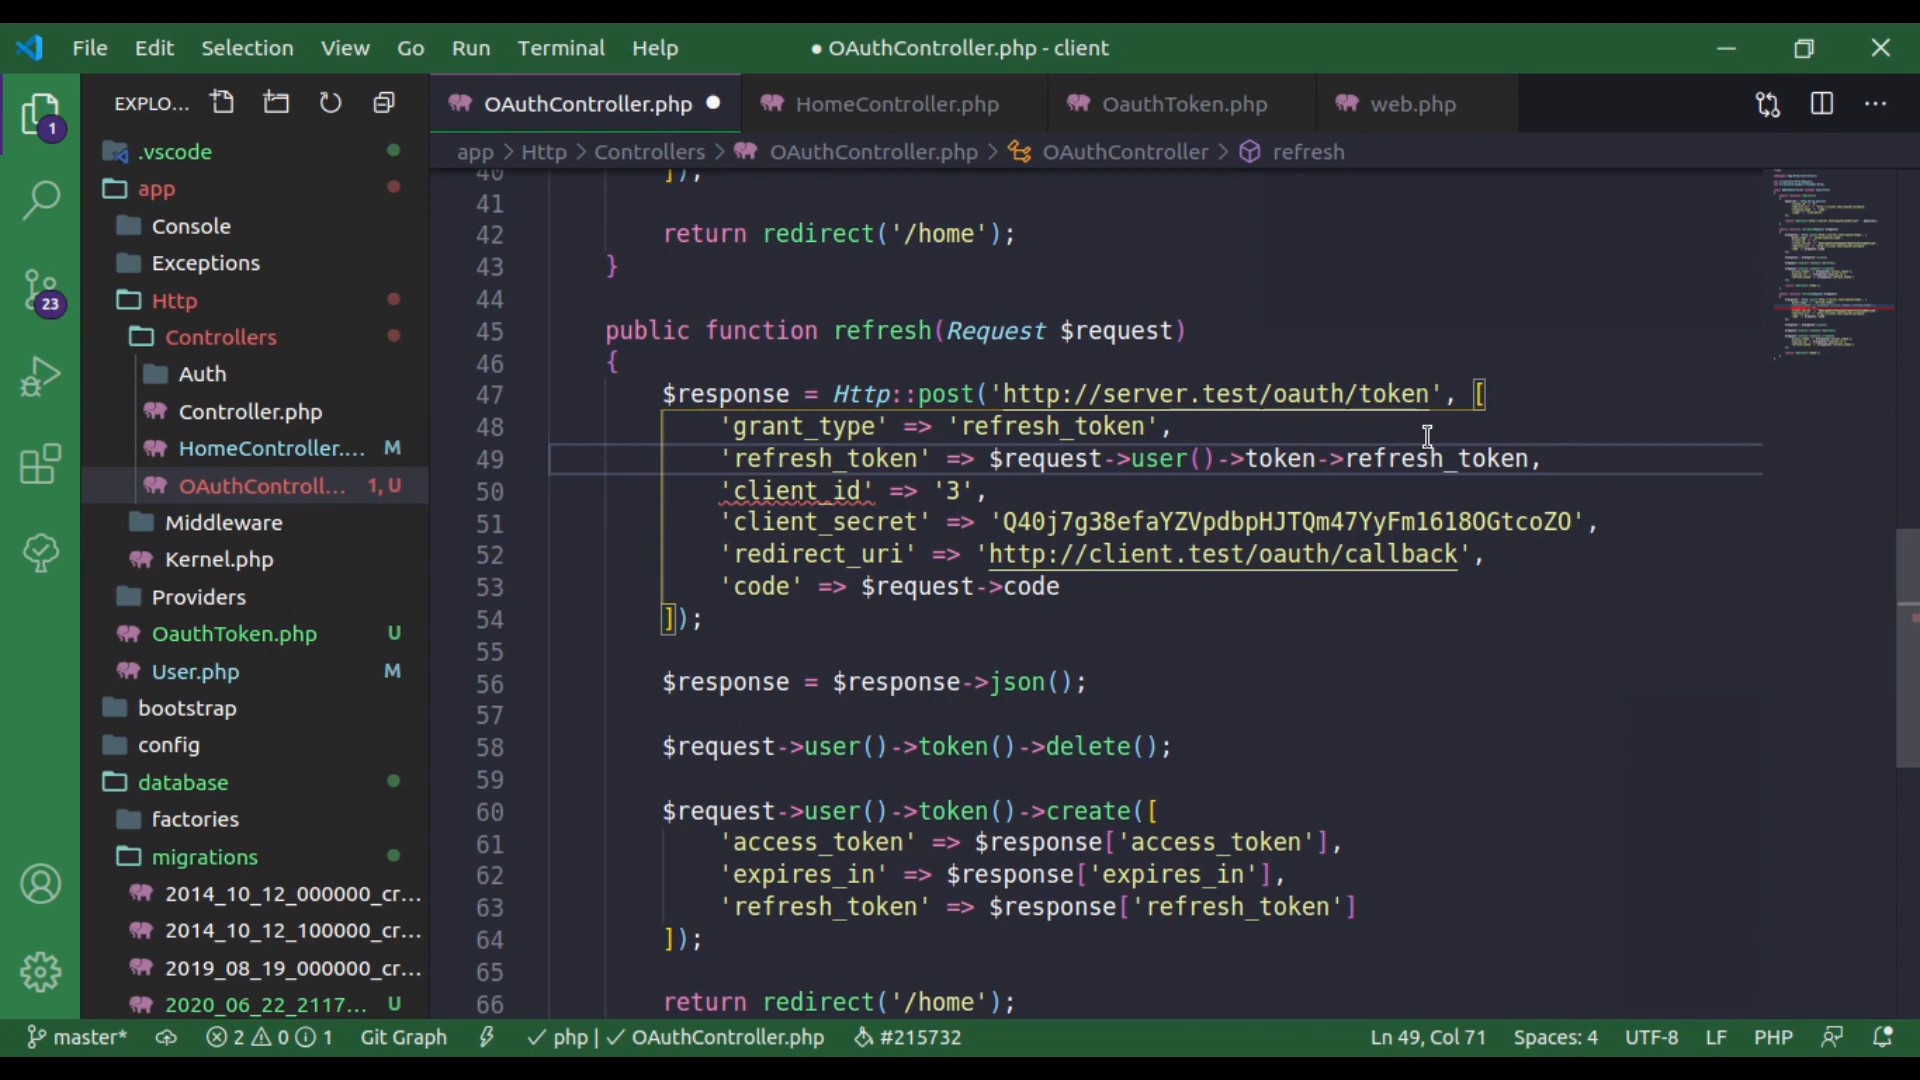 File Edit Selection View Go Run Terminal Help ● OAuthController.php - client
EXPLO...
1
23
.vscode
app
Console
Exceptions
Http
Controllers
Auth
Controller.php
HomeController.... M
OAuthControll... 1, U
Middleware
Kernel.php
Providers
OauthToken.php U
User.php M
bootstrap
config
database
factories
migrations
2014_10_12_000000_cr...
2014_10_12_100000_cr...
2019_08_19_000000_cr...
2020_06_22_2117... U
OAuthController.php HomeController.php OauthToken.php web.php
app > Http > Controllers > OAuthController.php > OAuthController > refresh
40 ]);
41
42 return redirect('/home');
43 }
44
45 public function refresh(Request $request)
46 {
47 $response = Http::post('http://server.test/oauth/token', [
48 'grant_type' => 'refresh_token',
49 'refresh_token' => $request->user()->token->refresh_token,
50 'client_id' => '3',
51 'client_secret' => 'Q40j7g38efaYZVpdbpHJTQm47YyFm1618OGtcoZO',
52 'redirect_uri' => 'http://client.test/oauth/callback',
53 'code' => $request->code
54 ]);
55
56 $response = $response->json();
57
58 $request->user()->token()->delete();
59
60 $request->user()->token()->create([
61 'access_token' => $response['access_token'],
62 'expires_in' => $response['expires_in'],
63 'refresh_token' => $response['refresh_token']
64 ]);
65
66 return redirect('/home');
master* 2 0 1 Git Graph php | OAuthController.php #215732 Ln 49, Col 71 Spaces: 4 UTF-8 LF PHP